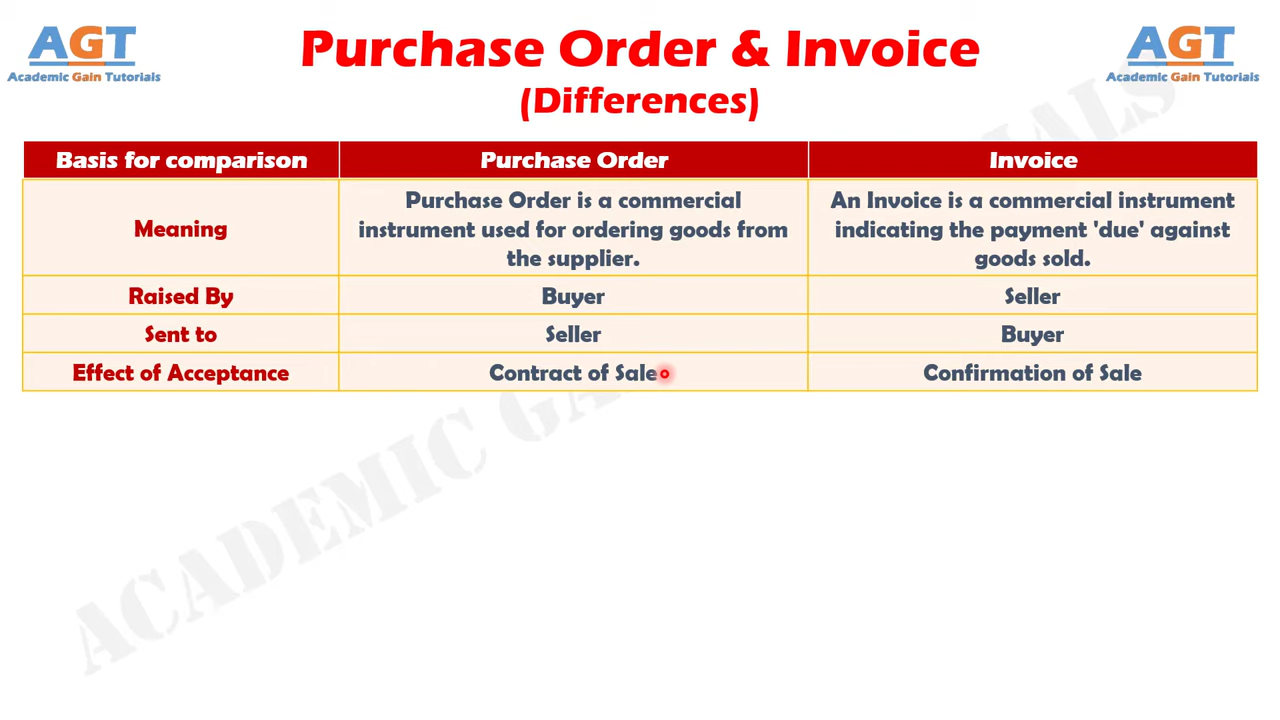 AGT
Academic Gain Tutorials
Purchase Order & Invoice
(Differences)
AGT
Academic Gain Tutorials
Basis for comparison Purchase Order Invoice
Meaning
Purchase Order is a commercial
instrument used for ordering goods from
the supplier.
An Invoice is a commercial instrument
indicating the payment 'due' against
goods sold.
Raised By Buyer Seller
Sent to Seller Buyer
Effect of Acceptance Contract of Sale Confirmation of Sale